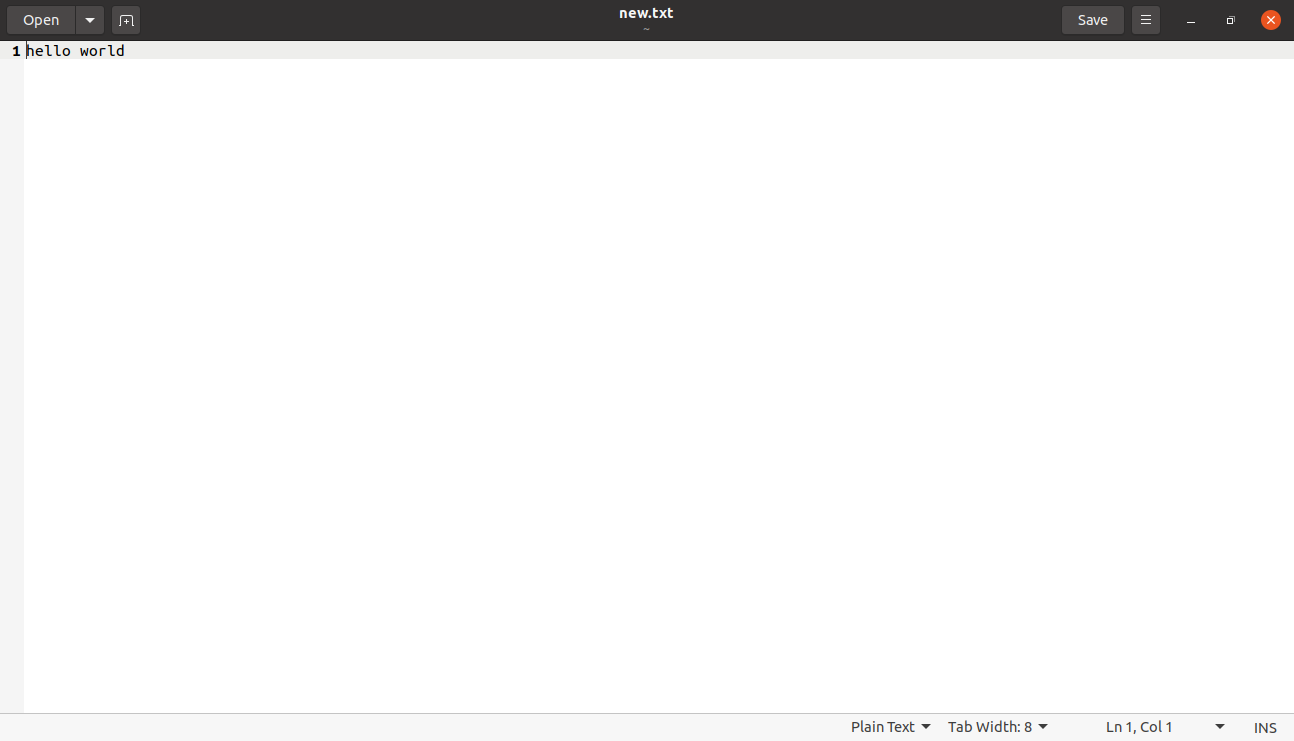 Open
new.txt
~
Save
1 hello world
Plain Text Tab Width: 8 Ln 1, Col 1 INS